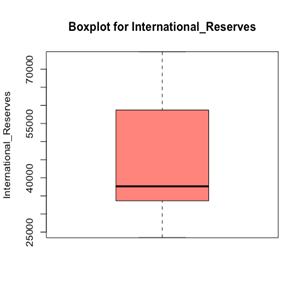 Boxplot for International_Reserves
International_Reserves
70000
55000
40000
25000